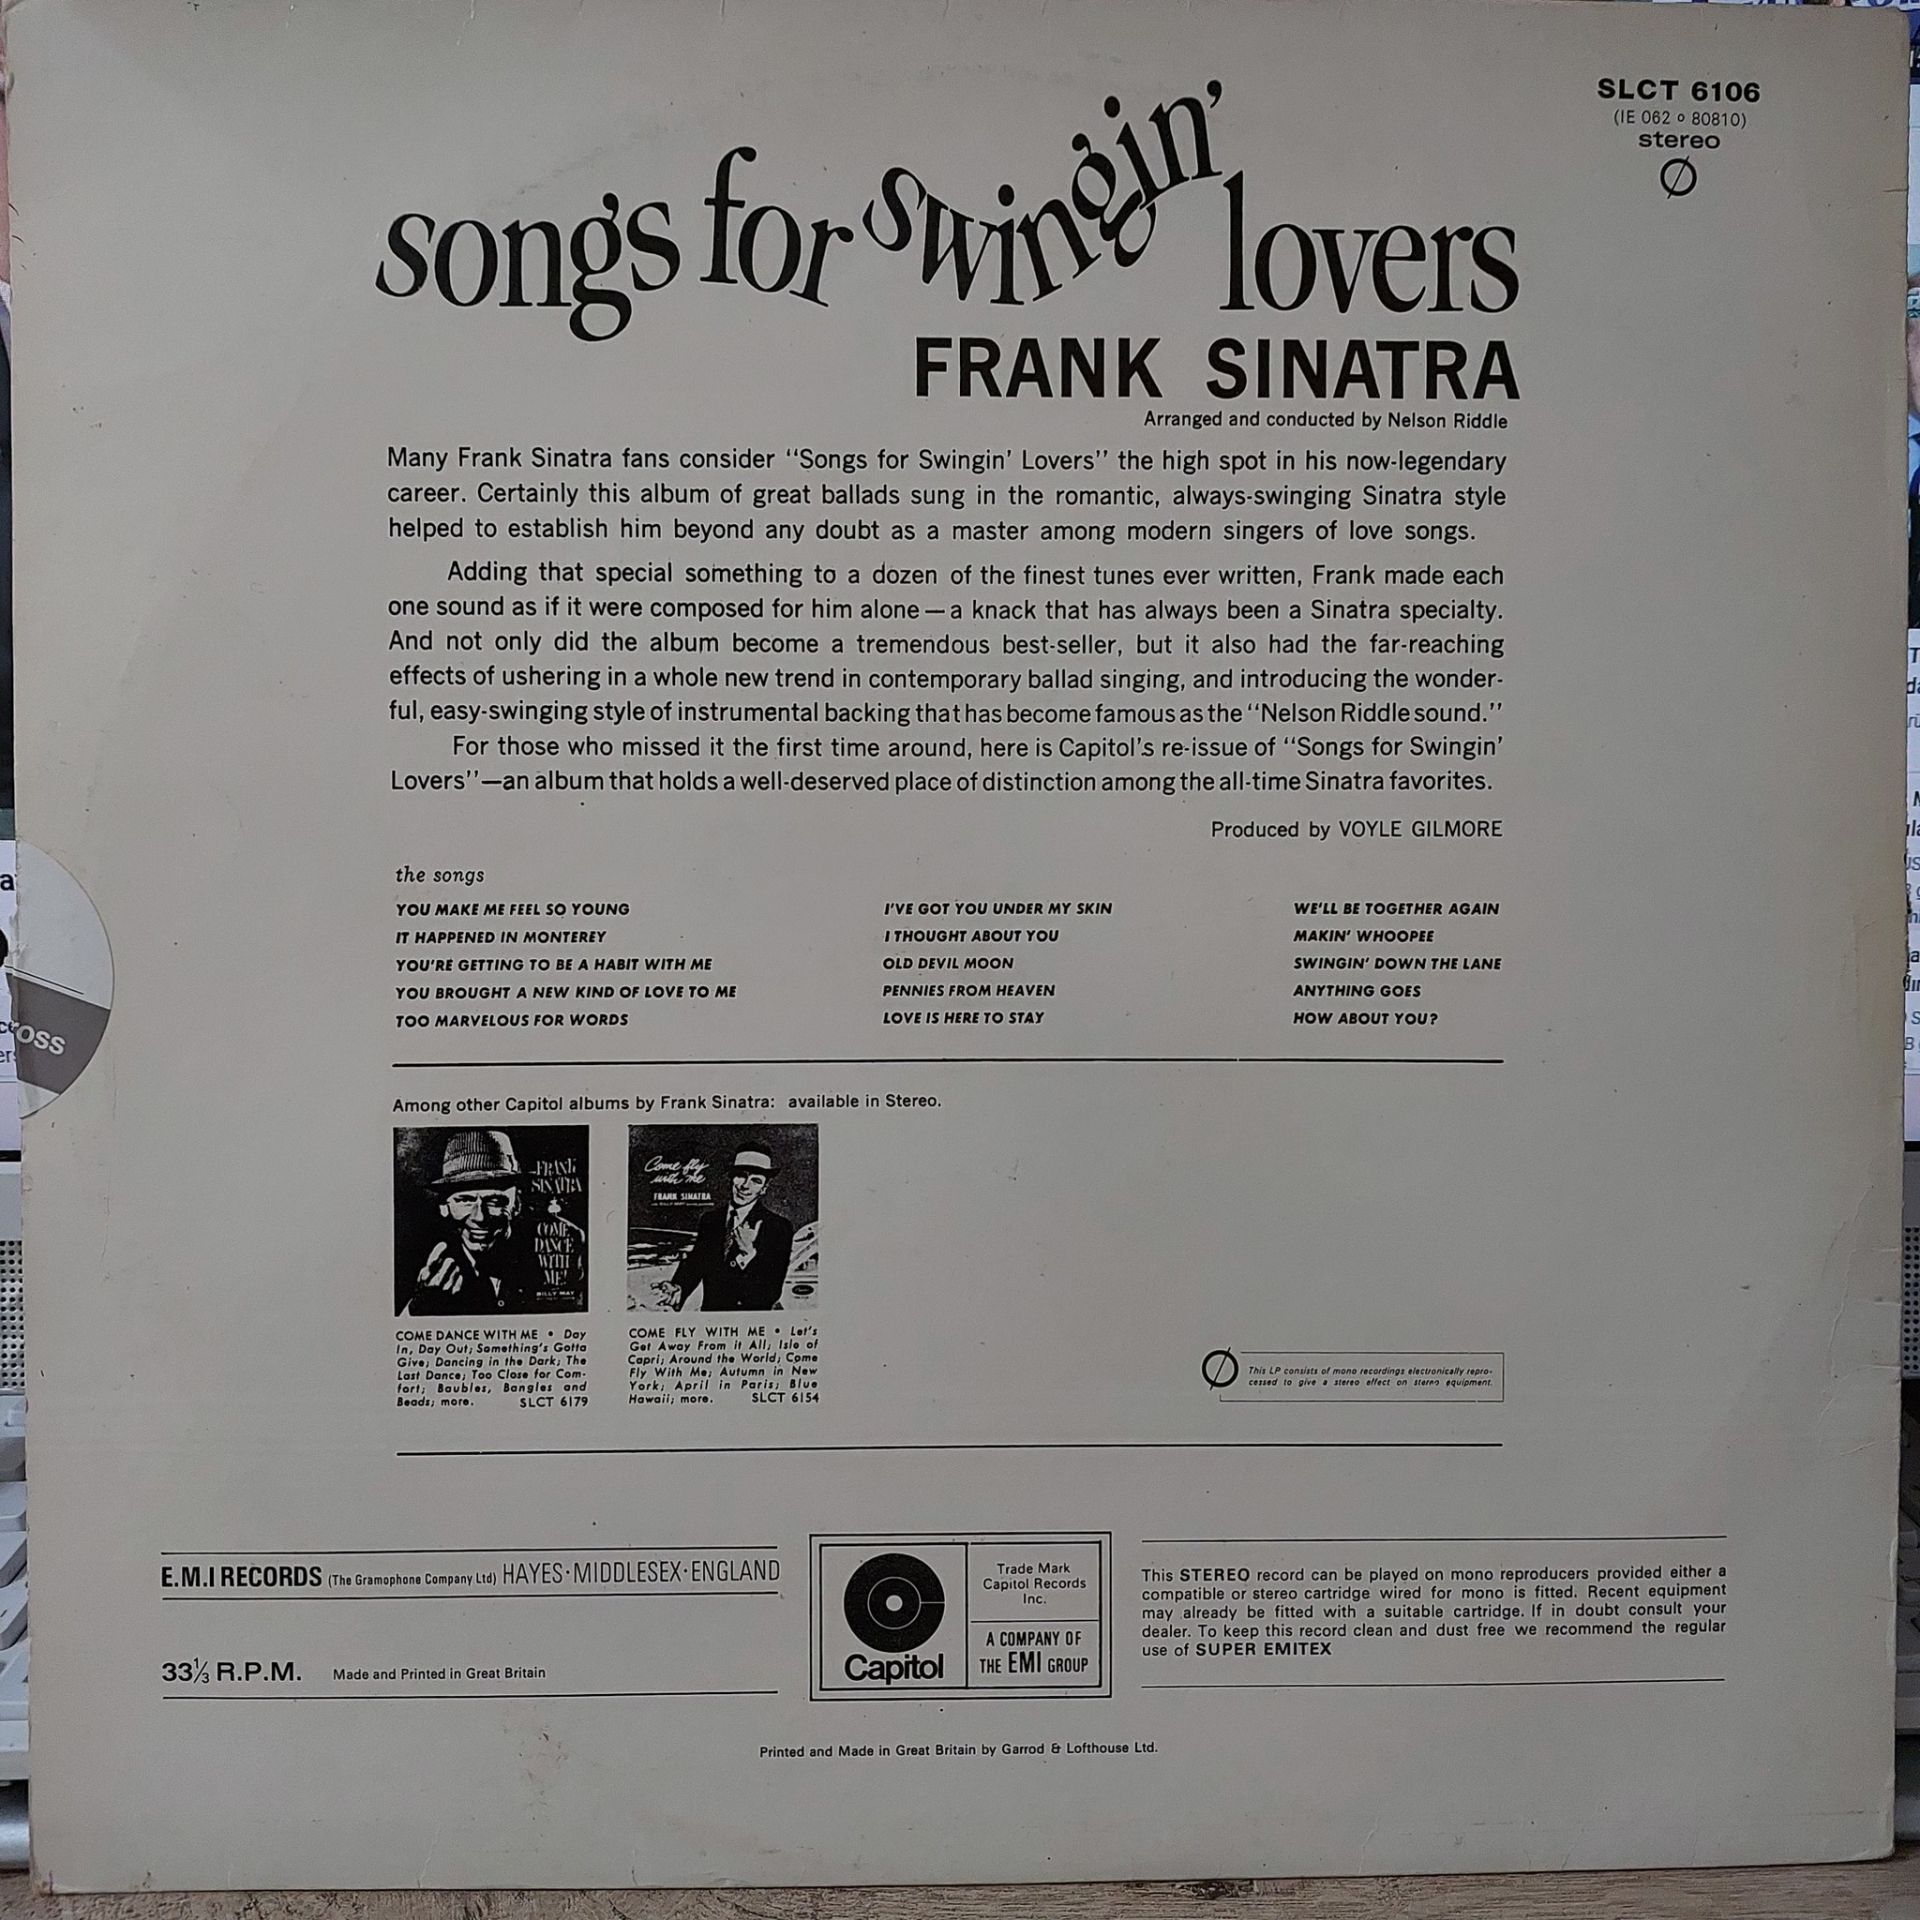 SLCT 6106
(IE 062 o 80810)
stereo
songs for swingin' lovers
FRANK SINATRA
Arranged and conducted by Nelson Riddle
Many Frank Sinatra fans consider "Songs for Swingin' Lovers" the high spot in his now-legendary
career. Certainly this album of great ballads sung in the romantic, always-swinging Sinatra style
helped to establish him beyond any doubt as a master among modern singers of love songs.
Adding that special something to a dozen of the finest tunes ever written, Frank made each
one sound as if it were composed for him alone—a knack that has always been a Sinatra specialty.
And not only did the album become a tremendous best-seller, but it also had the far-reaching
effects of ushering in a whole new trend in contemporary ballad singing, and introducing the wonder-
ful, easy-swinging style of instrumental backing that has become famous as the "Nelson Riddle sound."
For those who missed it the first time around, here is Capitol's re-issue of "Songs for Swingin'
Lovers"—an album that holds a well-deserved place of distinction among the all-time Sinatra favorites.
Produced by VOYLE GILMORE
the songs
YOU MAKE ME FEEL SO YOUNG
IT HAPPENED IN MONTEREY
YOU'RE GETTING TO BE A HABIT WITH ME
YOU BROUGHT A NEW KIND OF LOVE TO ME
TOO MARVELOUS FOR WORDS
I'VE GOT YOU UNDER MY SKIN
I THOUGHT ABOUT YOU
OLD DEVIL MOON
PENNIES FROM HEAVEN
LOVE IS HERE TO STAY
WE'LL BE TOGETHER AGAIN
MAKIN' WHOOPEE
SWINGIN' DOWN THE LANE
ANYTHING GOES
HOW ABOUT YOU?
ross
Among other Capitol albums by Frank Sinatra: available in Stereo.
FRANK
SINATRA
COME
DANCE
WITH
ME!
BILLY MAY
Come fly
with me
FRANK SINATRA
COME DANCE WITH ME • Day
In, Day Out; Something's Gotta
Give; Dancing in the Dark; The
Last Dance; Too Close for Com-
fort; Baubles, Bangles and
Beads; more. SLCT 6179
COME FLY WITH ME • Let's
Get Away From it All; Isle of
Capri; Around the World; Come
Fly With Me; Autumn in New
York; April in Paris; Blue
Hawaii; more. SLCT 6154
This LP consists of mono recordings electronically repro-
cessed to give a stereo effect on stereo equipment.
E.M.I RECORDS (The Gramophone Company Ltd) HAYES·MIDDLESEX·ENGLAND
33⅓ R.P.M. Made and Printed in Great Britain
Capitol
Trade Mark
Capitol Records
Inc.
A COMPANY OF
THE EMI GROUP
This STEREO record can be played on mono reproducers provided either a
compatible or stereo cartridge wired for mono is fitted. Recent equipment
may already be fitted with a suitable cartridge. If in doubt consult your
dealer. To keep this record clean and dust free we recommend the regular
use of SUPER EMITEX
Printed and Made in Great Britain by Garrod & Lofthouse Ltd.